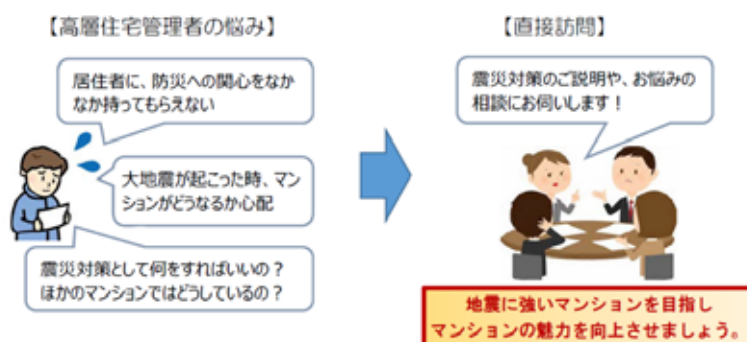 【高層住宅管理者の悩み】
居住者に、防災への関心をなか
なか持ってもらえない
大地震が起こった時、マン
ションがどうなるか心配
震災対策として何をすればいいの？
ほかのマンションではどうしているの？
【直接訪問】
震災対策のご説明や、お悩みの
相談にお伺いします！
地震に強いマンションを目指し
マンションの魅力を向上させましょう。